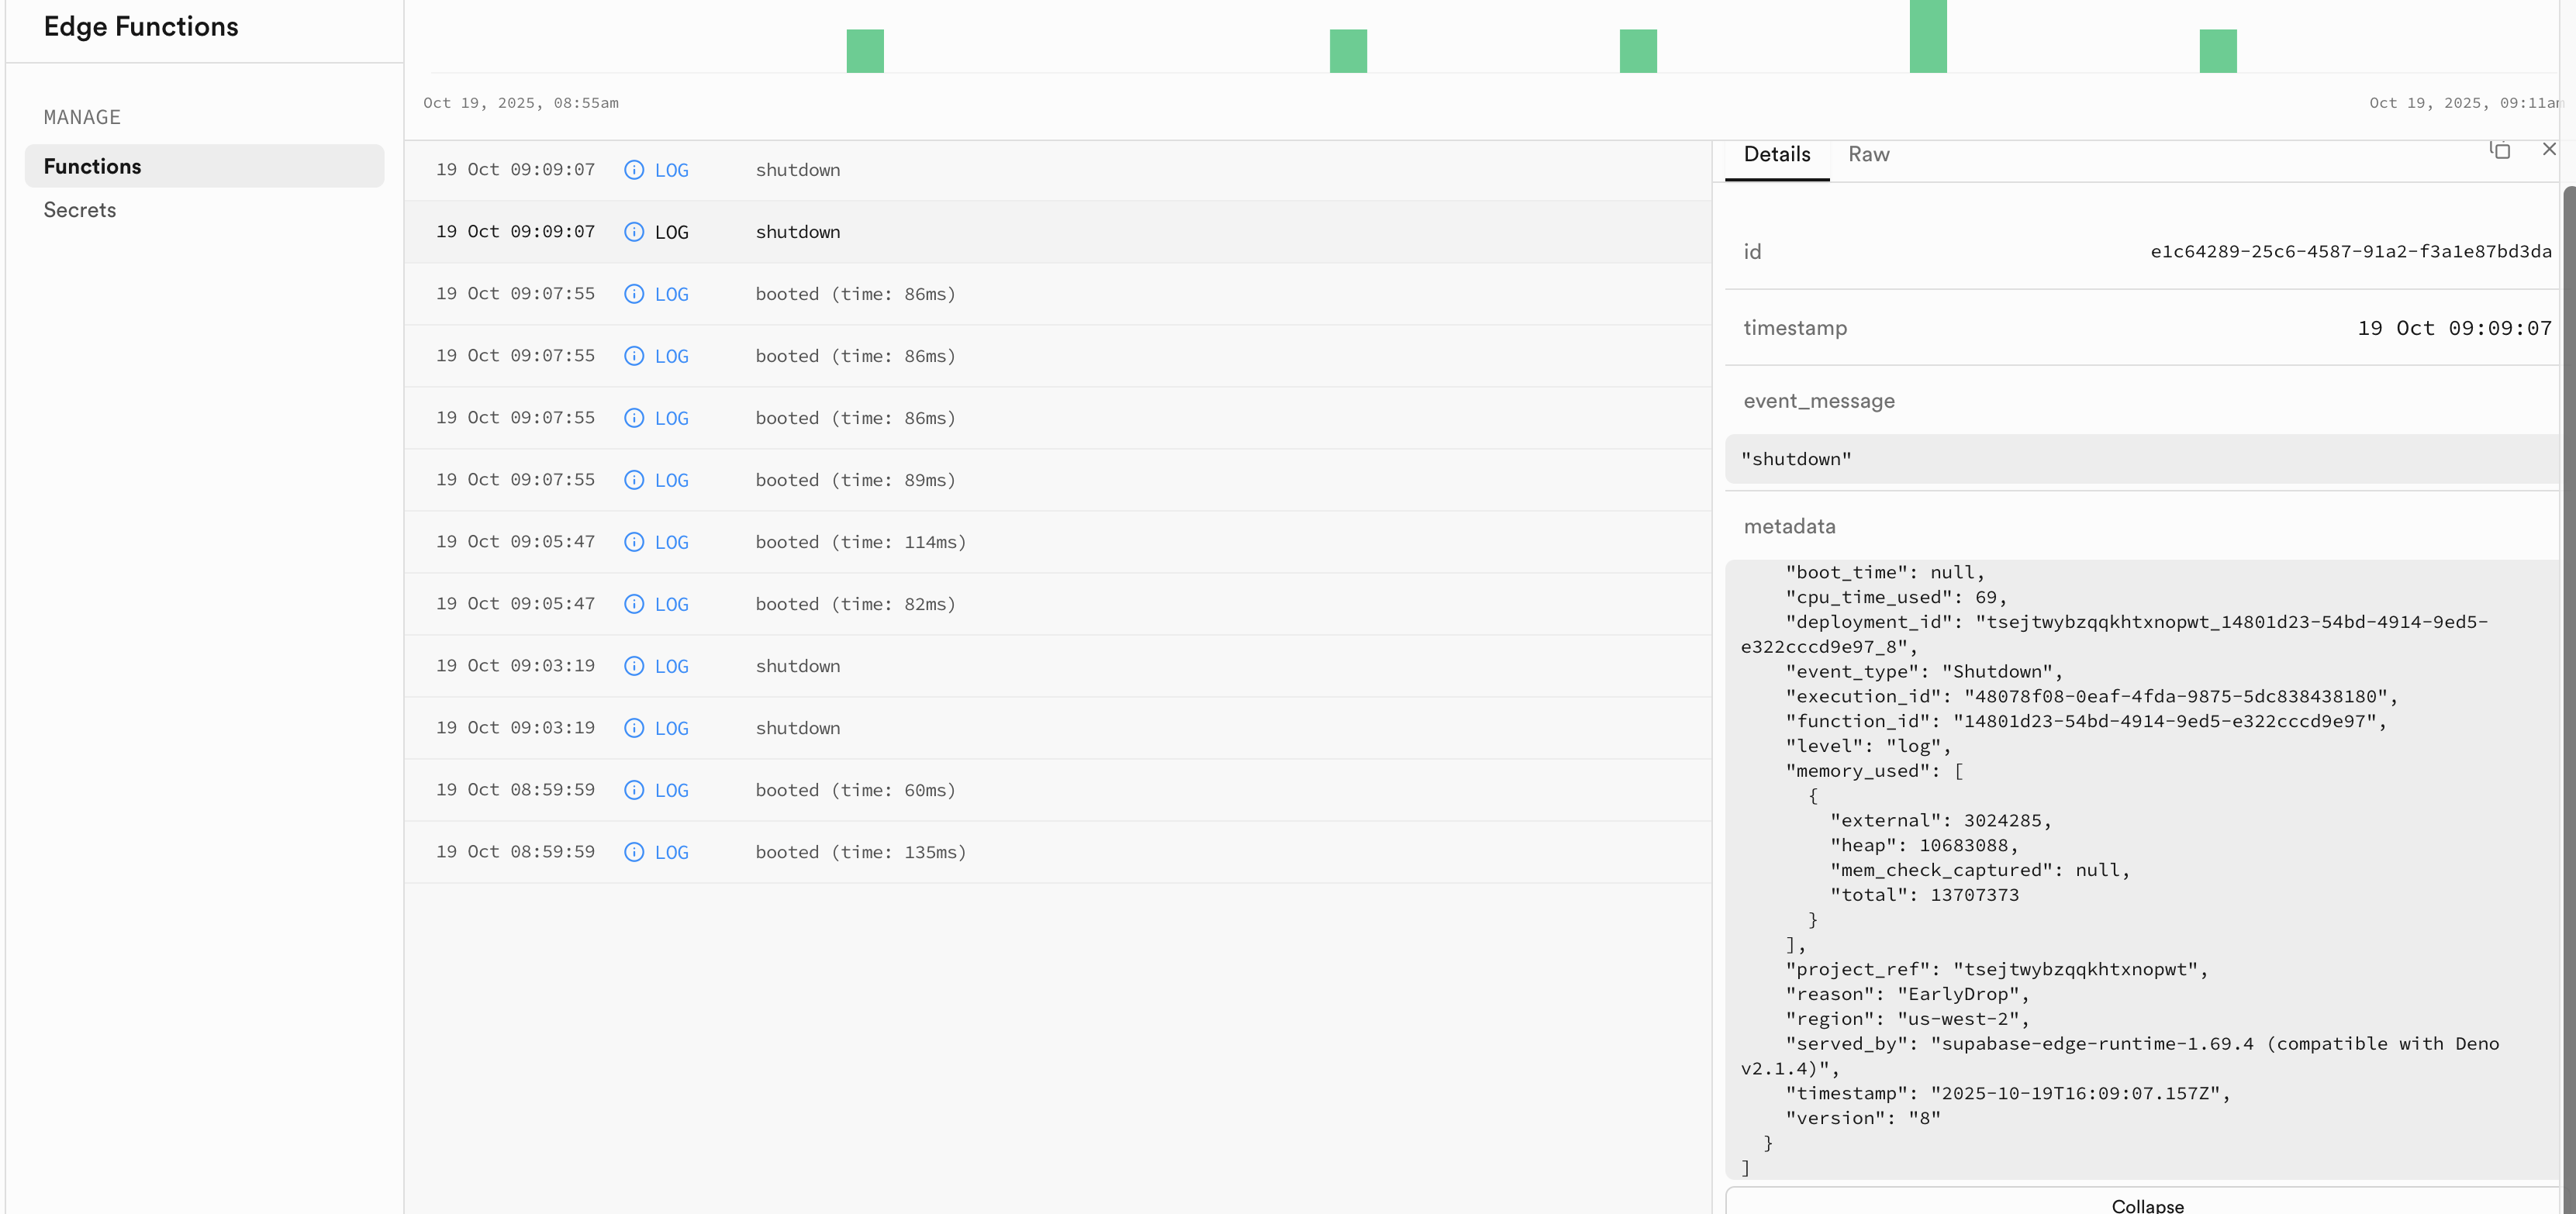 Edge Functions
MANAGE
Functions
Secrets
Oct 19, 2025, 08:55am
Oct 19, 2025, 09:11am
19 Oct 09:09:07 LOG shutdown
19 Oct 09:09:07 LOG shutdown
19 Oct 09:07:55 LOG booted (time: 86ms)
19 Oct 09:07:55 LOG booted (time: 86ms)
19 Oct 09:07:55 LOG booted (time: 86ms)
19 Oct 09:07:55 LOG booted (time: 89ms)
19 Oct 09:05:47 LOG booted (time: 114ms)
19 Oct 09:05:47 LOG booted (time: 82ms)
19 Oct 09:03:19 LOG shutdown
19 Oct 09:03:19 LOG shutdown
19 Oct 08:59:59 LOG booted (time: 60ms)
19 Oct 08:59:59 LOG booted (time: 135ms)
Details Raw
id e1c64289-25c6-4587-91a2-f3a1e87bd3da
timestamp 19 Oct 09:09:07
event_message
"shutdown"
metadata
"boot_time": null,
"cpu_time_used": 69,
"deployment_id": "tsejtwybzqqkhtxnopwt_14801d23-54bd-4914-9ed5-
e322cccd9e97_8",
"event_type": "Shutdown",
"execution_id": "48078f08-0eaf-4fda-9875-5dc838438180",
"function_id": "14801d23-54bd-4914-9ed5-e322cccd9e97",
"level": "log",
"memory_used": [
{
"external": 3024285,
"heap": 10683088,
"mem_check_captured": null,
"total": 13707373
}
],
"project_ref": "tsejtwybzqqkhtxnopwt",
"reason": "EarlyDrop",
"region": "us-west-2",
"served_by": "supabase-edge-runtime-1.69.4 (compatible with Deno
v2.1.4)",
"timestamp": "2025-10-19T16:09:07.157Z",
"version": "8"
}
]
Collapse